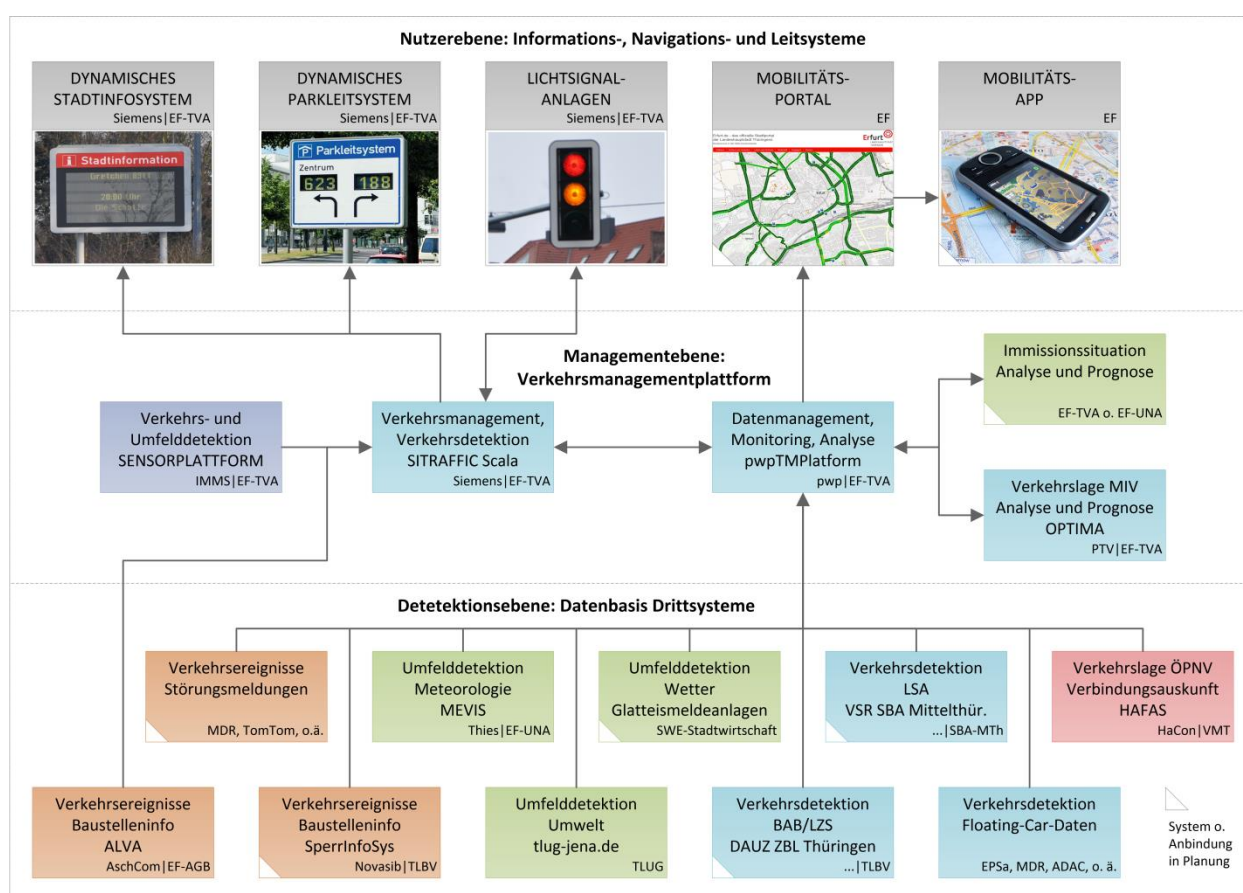 Nutzerebene: Informations-, Navigations- und Leitsysteme
DYNAMISCHES
STADTINFOSYSTEM
Siemens|EF-TVA
DYNAMISCHES
PARKLEITSYSTEM
Siemens|EF-TVA
LICHTSIGNAL-
ANLAGEN
Siemens|EF-TVA
MOBILITÄTS-
PORTAL
EF
MOBILITÄTS-
APP
EF
Stadtinformation
Parkleitsystem
Zentrum
623 188
Erfurt
Managementebene:
Verkehrsmanagementplattform
Verkehrs- und
Umfelddetektion
SENSORPLATTFORM
IMMS|EF-TVA
Verkehrsmanagement,
Verkehrsdetektion
SITRAFFIC Scala
Siemens|EF-TVA
Datenmanagement,
Monitoring, Analyse
pwpTMPlatform
pwp|EF-TVA
Immissionssituation
Analyse und Prognose
EF-TVA o. EF-UNA
Verkehrslage MIV
Analyse und Prognose
OPTIMA
PTV|EF-TVA
Detetektionsebene: Datenbasis Drittsysteme
Verkehrsereignisse
Störungsmeldungen
MDR, TomTom, o.ä.
Umfelddetektion
Meteorologie
MEVIS
Thies|EF-UNA
Umfelddetektion
Wetter
Glatteismeldeanlagen
SWE-Stadtwirtschaft
Verkehrsdetektion
LSA
VSR SBA Mittelthür.
...|SBA-MTh
Verkehrslage ÖPNV
Verbindungsauskunft
HAFAS
HaCon|VMT
Verkehrsereignisse
Baustelleninfo
ALVA
AschCom|EF-AGB
Verkehrsereignisse
Baustelleninfo
SperrInfoSys
Novasib|TLBV
Umfelddetektion
Umwelt
tlug-jena.de
TLUG
Verkehrsdetektion
BAB/LZS
DAUZ ZBL Thüringen
...|TLBV
Verkehrsdetektion
Floating-Car-Daten
EPSa, MDR, ADAC, o. ä.
System o.
Anbindung
in Planung